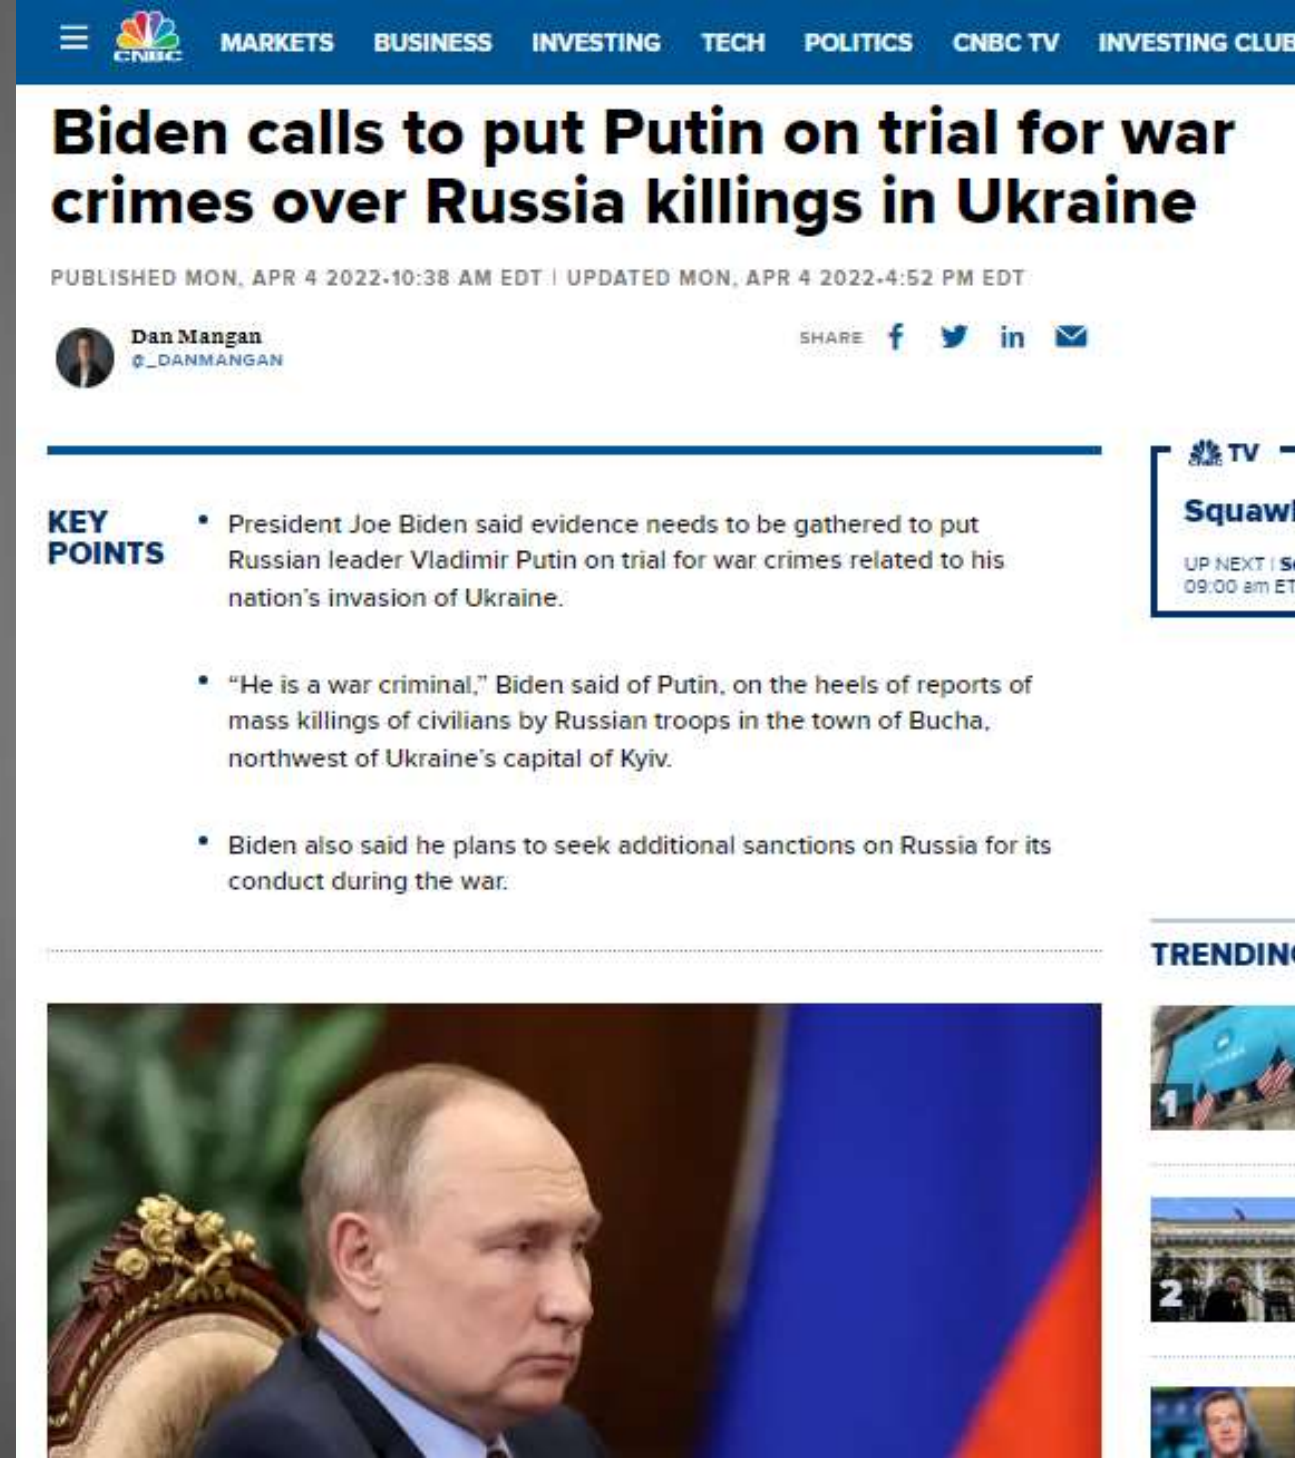 CNBC
MARKETS BUSINESS INVESTING TECH POLITICS CNBC TV INVESTING CLUB
Biden calls to put Putin on trial for war
crimes over Russia killings in Ukraine
PUBLISHED MON, APR 4 2022•10:38 AM EDT | UPDATED MON, APR 4 2022•4:52 PM EDT
Dan Mangan
@_DANMANGAN
SHARE
KEY
POINTS
• President Joe Biden said evidence needs to be gathered to put
Russian leader Vladimir Putin on trial for war crimes related to his
nation’s invasion of Ukraine.
• “He is a war criminal,” Biden said of Putin, on the heels of reports of
mass killings of civilians by Russian troops in the town of Bucha,
northwest of Ukraine’s capital of Kyiv.
• Biden also said he plans to seek additional sanctions on Russia for its
conduct during the war.
TV
UP NEXT |
09:00 am ET
TRENDING
1
2